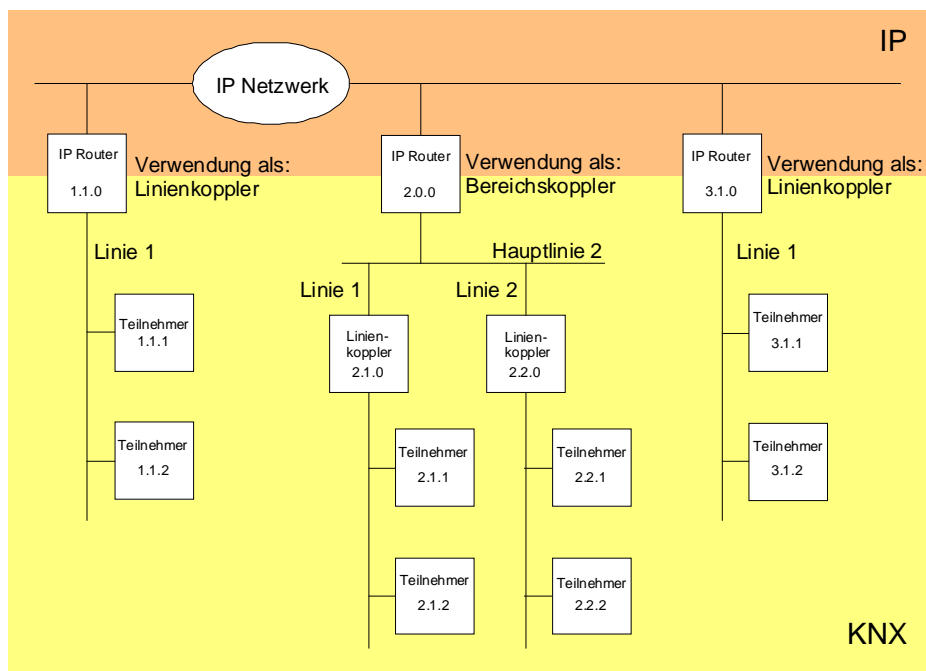 IP
IP Netzwerk
IP Router
1.1.0
Verwendung als:
Linienkoppler
IP Router
2.0.0
Verwendung als:
Bereichskoppler
IP Router
3.1.0
Verwendung als:
Linienkoppler
Linie 1
Hauptlinie 2
Linie 1
Linie 1
Linie 2
Teilnehmer
1.1.1
Linien-
koppler
2.1.0
Linien-
koppler
2.2.0
Teilnehmer
3.1.1
Teilnehmer
1.1.2
Teilnehmer
2.1.1
Teilnehmer
2.2.1
Teilnehmer
3.1.2
Teilnehmer
2.1.2
Teilnehmer
2.2.2
KNX